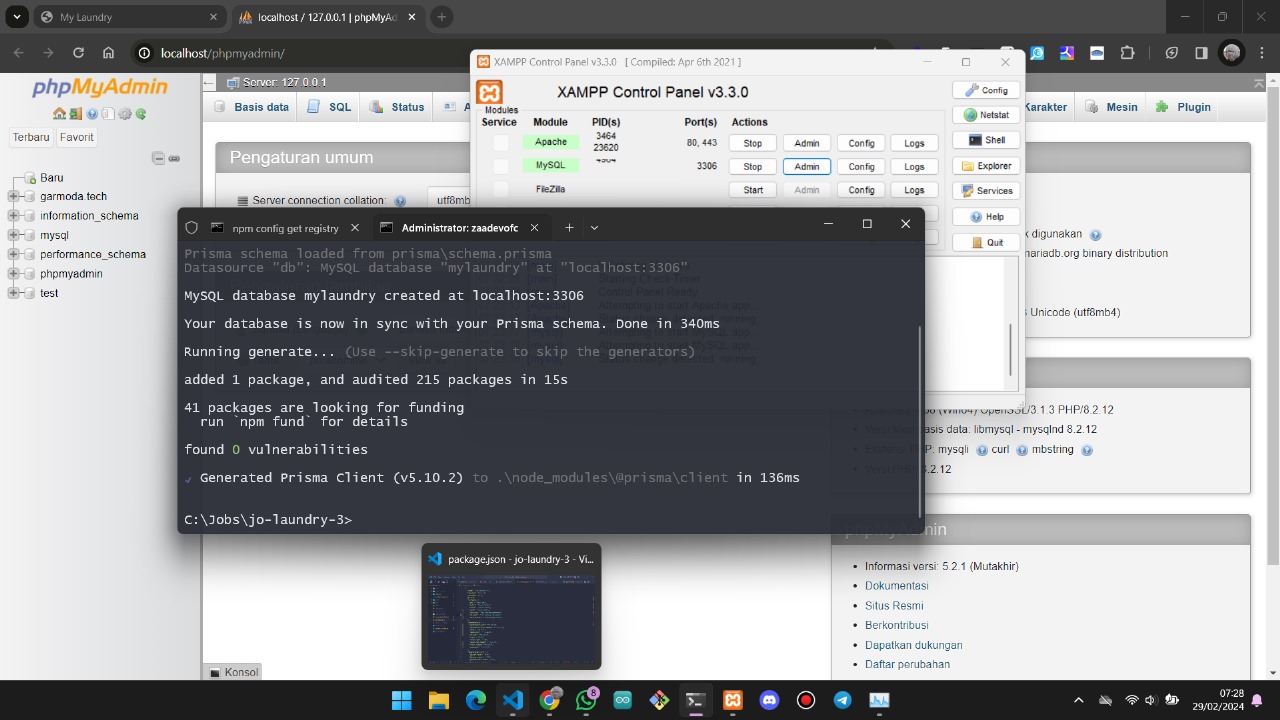 My Laundry
localhost / 127.0.0.1 | phpMyAd
localhost/phpmyadmin/
phpMyAdmin
Terbaru
Favorit
Baru
garmoda.tech
information_schema
mysql
performance_schema
phpmyadmin
test
Server: 127.0.0.1
Basis data
SQL
Status
Karakter
Mesin
Plugin
Pengaturan umum
Server connection collation:
utf8mb
XAMPP Control Panel v3.3.0 [ Compiled: Apr 6th 2021 ]
XAMPP Control Panel v3.3.0
Modules
Service
Module
PID(s)
Port(s)
Actions
Apache
3464
23620
80, 443
Stop
Admin
Config
Logs
MySQL
3306
Stop
Admin
Config
Logs
FileZilla
Start
Admin
Config
Logs
Config
Netstat
Shell
Explorer
Services
Help
Quit
k digunakan
mariadb.org binary distribution
Unicode (utf8mb4)
Administrator: zaadevofc
Prisma schema loaded from prisma\schema.prisma
Datasource "db": MySQL database "mylaundry" at "localhost:3306"
MySQL database mylaundry created at localhost:3306
Your database is now in sync with your Prisma schema. Done in 340ms
Running generate... (Use --skip-generate to skip the generators)
added 1 package, and audited 215 packages in 15s
41 packages are looking for funding
run `npm fund` for details
found 0 vulnerabilities
✓ Generated Prisma Client (v5.10.2) to .\node_modules\@prisma\client in 136ms
C:\Jobs\jo-laundry-3>
OpenSSL/3.1.3 PHP/8.2.12
basis data: libmysql - mysqlnd 8.2.12
PHP: mysqli
curl
mbstring
phpMyAdmin
Informasi versi: 5.2.1 (Mutakhir)
Dokumentasi
Situs Resmi
Berkontribusi
Dapatkan dukungan
Daftar perubahan
package.json - jo-laundry-3 - Vi...
8
07:28
29/02/2024